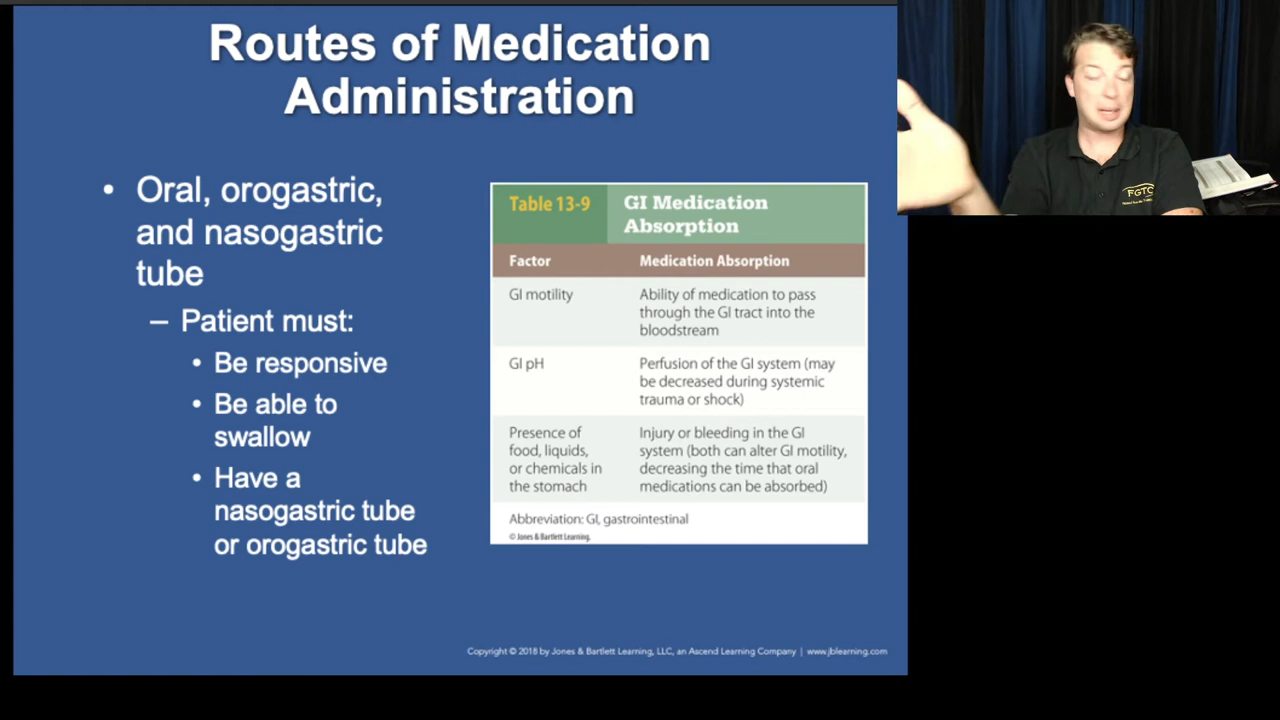 Routes of Medication
Administration
• Oral, orogastric,
and nasogastric
tube
– Patient must:
• Be responsive
• Be able to
swallow
• Have a
nasogastric tube
or orogastric tube
Table 13-9 GI Medication
Absorption
Factor Medication Absorption
GI motility Ability of medication to pass
through the GI tract into the
bloodstream
GI pH Perfusion of the GI system (may
be decreased during systemic
trauma or shock)
Presence of Injury or bleeding in the GI
food, liquids, system (both can alter GI motility,
or chemicals in decreasing the time that oral
the stomach medications can be absorbed)
Abbreviation: GI, gastrointestinal
© Jones & Bartlett Learning.
Copyright © 2018 by Jones & Bartlett Learning, LLC, an Ascend Learning Company | www.jblearning.com
FGTC